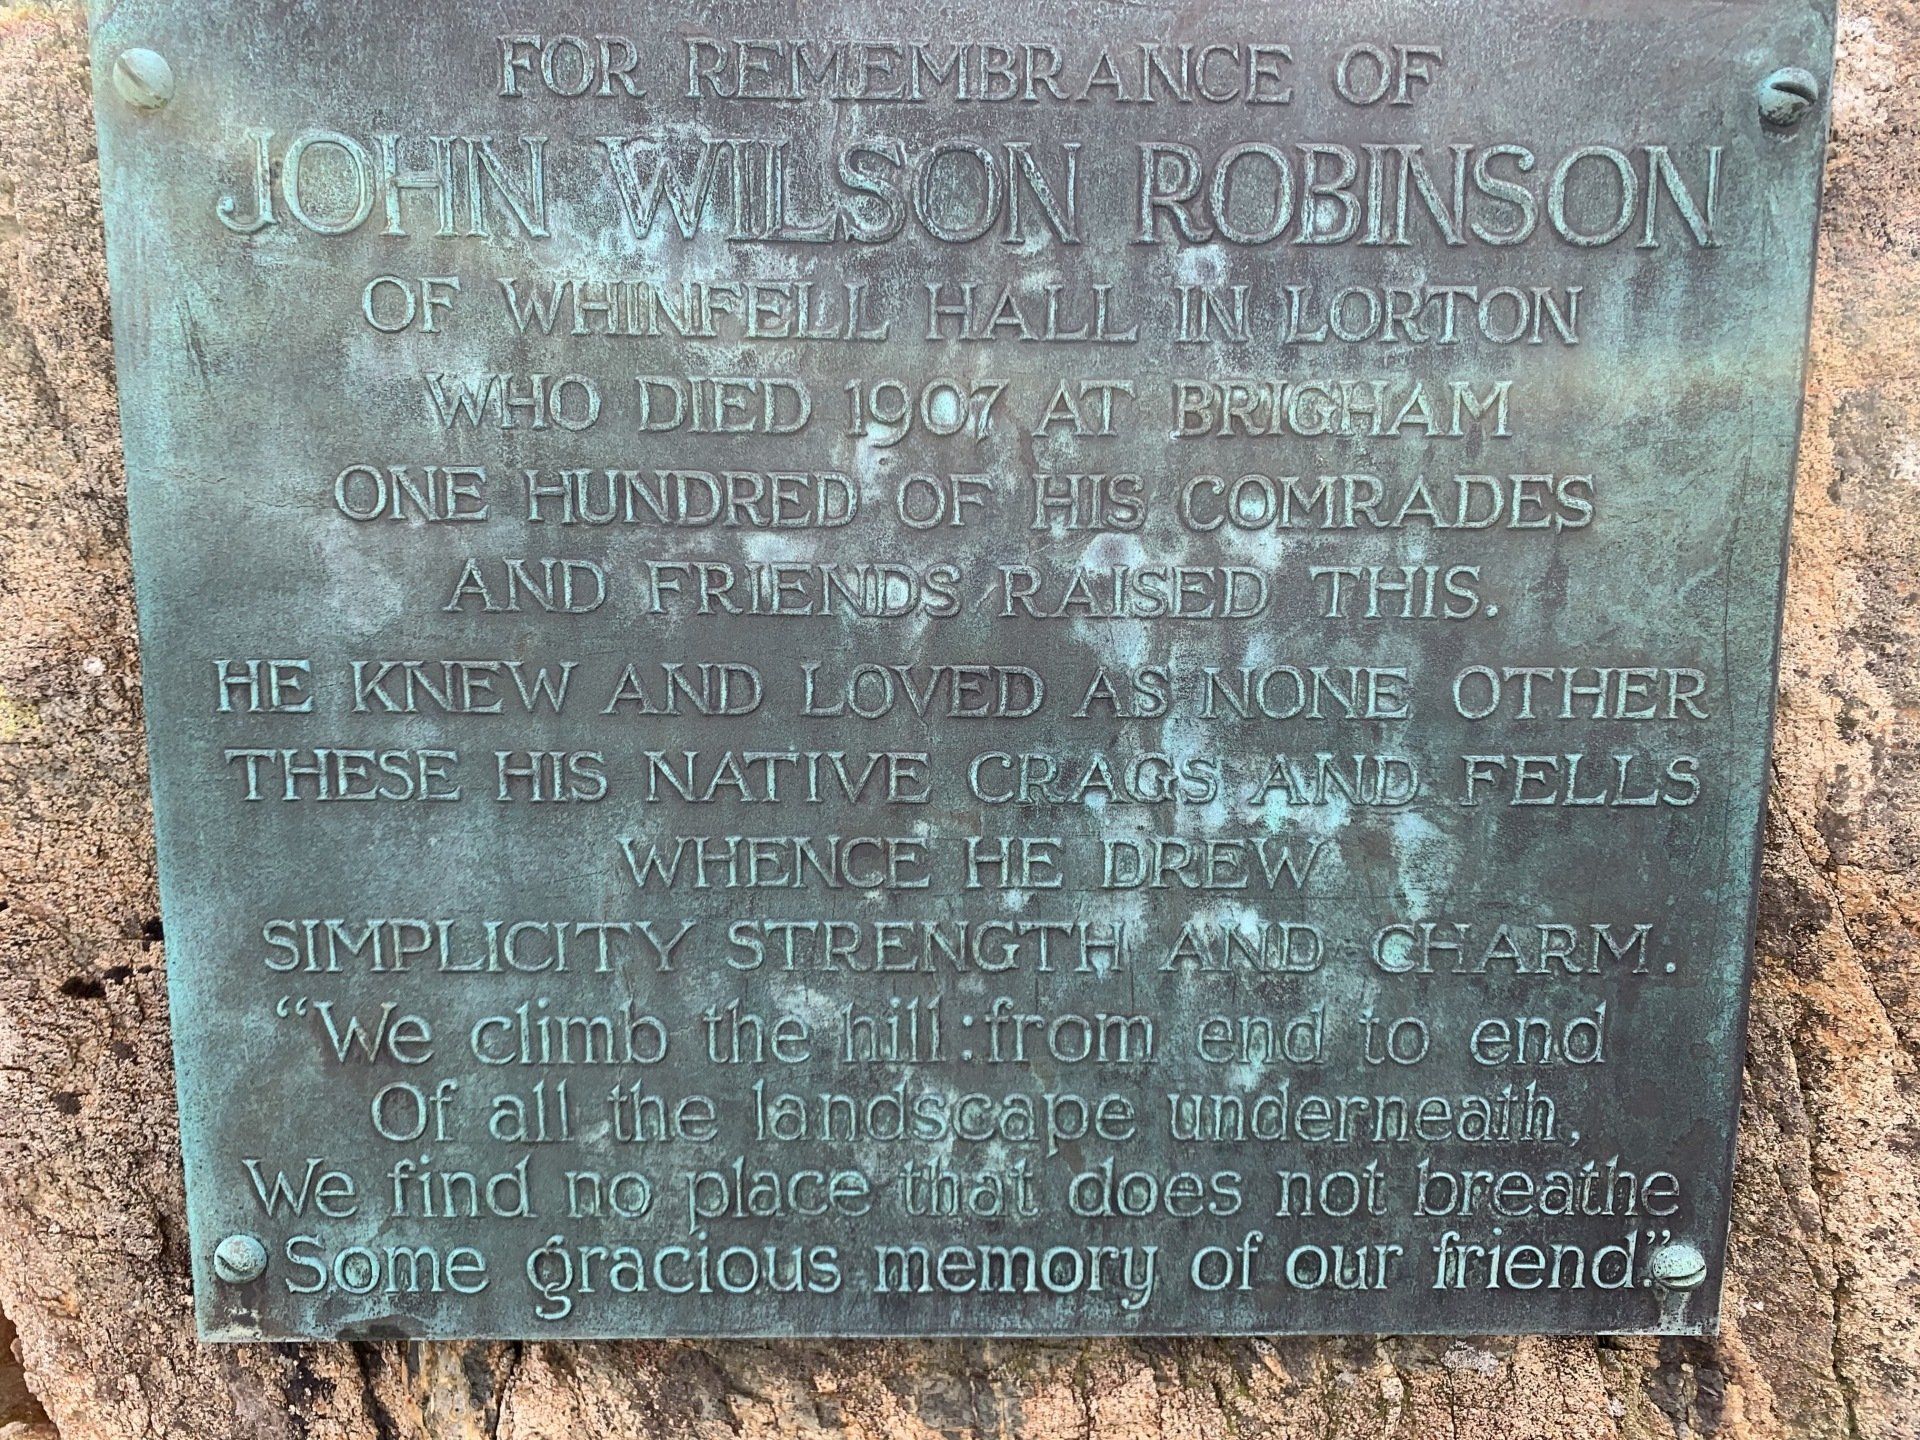 FOR REMEMBRANCE OF
JOHN WILSON ROBINSON
OF WHINFELL HALL IN LORTON
WHO DIED 1907 AT BRIGHAM
ONE HUNDRED OF HIS COMRADES
AND FRIENDS RAISED THIS.
HE KNEW AND LOVED AS NONE OTHER
THESE HIS NATIVE CRAGS AND FELLS
WHENCE HE DREW
SIMPLICITY STRENGTH AND CHARM.
“We climb the hill: from end to end
Of all the landscape underneath,
We find no place that does not breathe
Some gracious memory of our friend.”